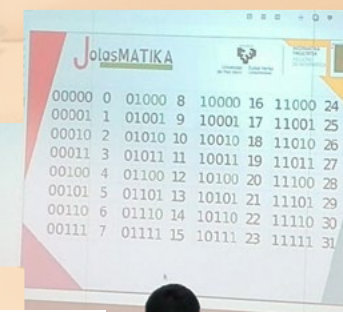 JolasMATIKA
INFORMATIKA
FAKULTATEA
00000 0 01000 8 10000 16 11000 24
00001 1 01001 9 10001 17 11001 25
00010 2 01010 10 10010 18 11010 26
00011 3 01011 11 10011 19 11011 27
00100 4 01100 12 10100 20 11100 28
00101 5 01101 13 10101 21 11101 29
00110 6 01110 14 10110 22 11110 30
00111 7 01111 15 10111 23 11111 31